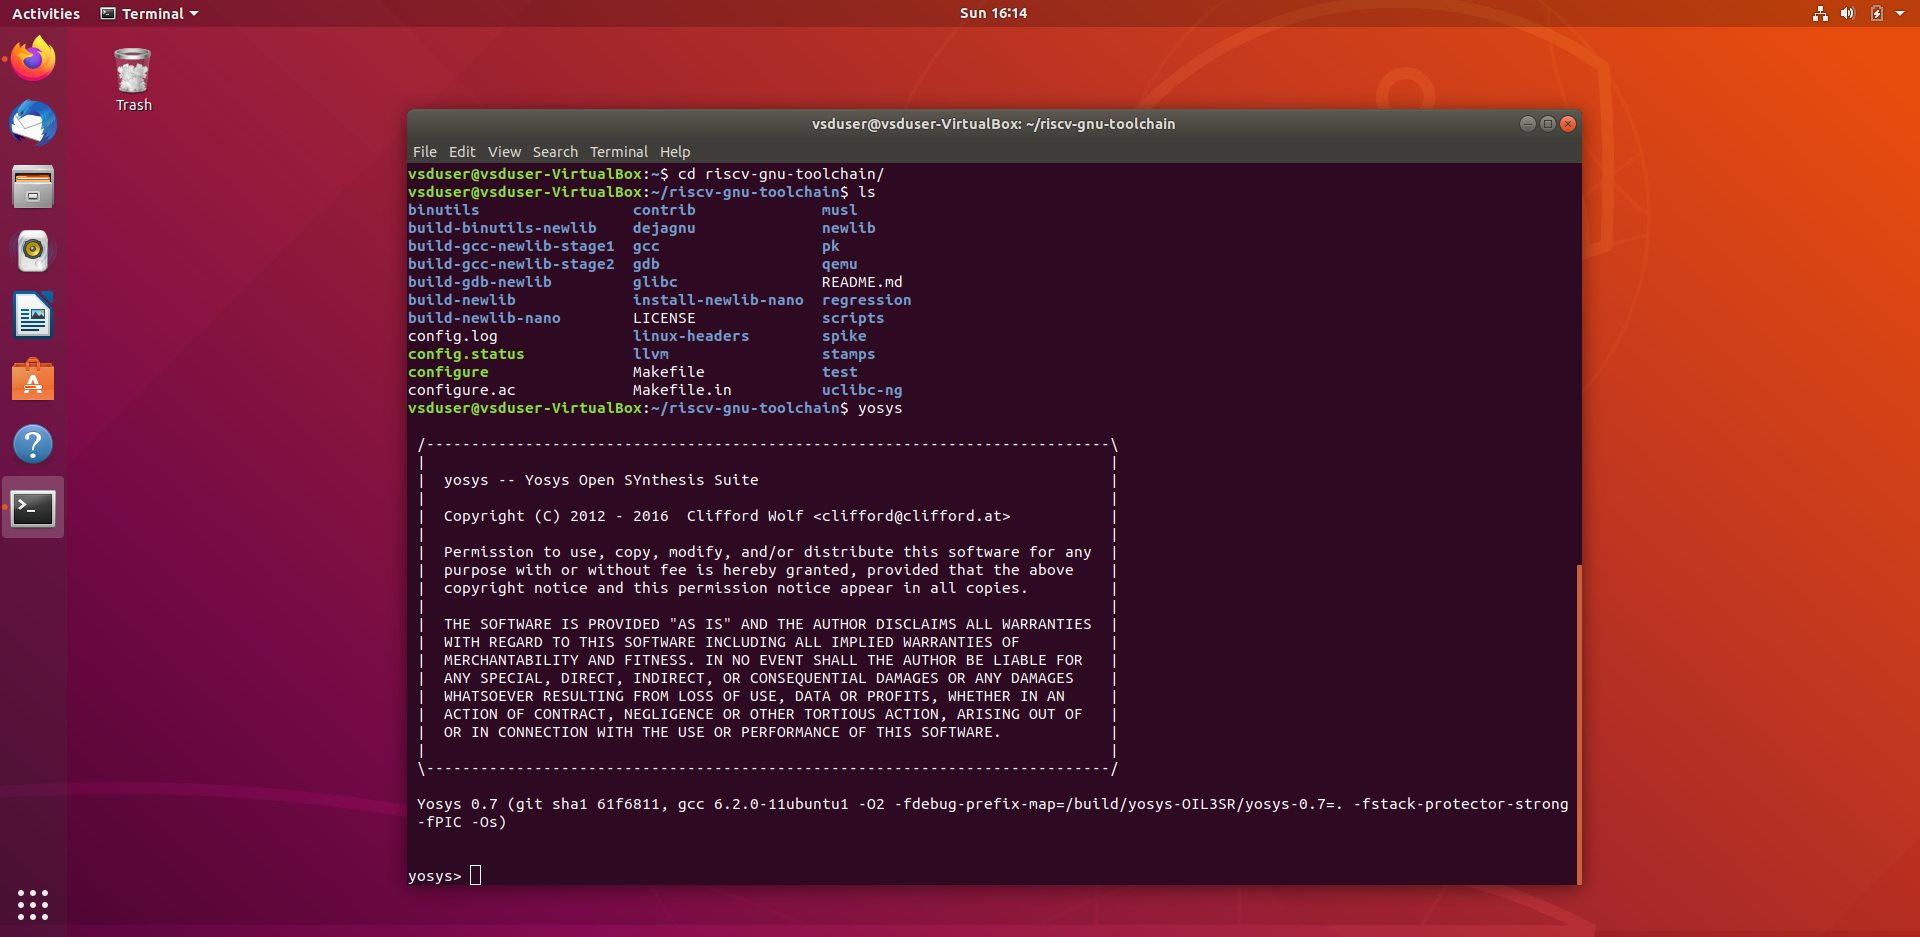 Activities Terminal Sun 16:14
Trash
vsduser@vsduser-VirtualBox: ~/riscv-gnu-toolchain
File Edit View Search Terminal Help
vsduser@vsduser-VirtualBox:~$ cd riscv-gnu-toolchain/
vsduser@vsduser-VirtualBox:~/riscv-gnu-toolchain$ ls
binutils contrib musl
build-binutils-newlib dejagnu newlib
build-gcc-newlib-stage1 gcc pk
build-gcc-newlib-stage2 gdb qemu
build-gdb-newlib glibc README.md
build-newlib install-newlib-nano regression
build-newlib-nano LICENSE scripts
config.log linux-headers spike
config.status llvm stamps
configure Makefile test
configure.ac Makefile.in uclibc-ng
vsduser@vsduser-VirtualBox:~/riscv-gnu-toolchain$ yosys
/----------------------------------------------------------------------------\
| |
| yosys -- Yosys Open SYnthesis Suite |
| |
| Copyright (C) 2012 - 2016 Clifford Wolf <clifford@clifford.at> |
| |
| Permission to use, copy, modify, and/or distribute this software for any |
| purpose with or without fee is hereby granted, provided that the above |
| copyright notice and this permission notice appear in all copies. |
| |
| THE SOFTWARE IS PROVIDED "AS IS" AND THE AUTHOR DISCLAIMS ALL WARRANTIES |
| WITH REGARD TO THIS SOFTWARE INCLUDING ALL IMPLIED WARRANTIES OF |
| MERCHANTABILITY AND FITNESS. IN NO EVENT SHALL THE AUTHOR BE LIABLE FOR |
| ANY SPECIAL, DIRECT, INDIRECT, OR CONSEQUENTIAL DAMAGES OR ANY DAMAGES |
| WHATSOEVER RESULTING FROM LOSS OF USE, DATA OR PROFITS, WHETHER IN AN |
| ACTION OF CONTRACT, NEGLIGENCE OR OTHER TORTIOUS ACTION, ARISING OUT OF |
| OR IN CONNECTION WITH THE USE OR PERFORMANCE OF THIS SOFTWARE. |
| |
\----------------------------------------------------------------------------/
Yosys 0.7 (git sha1 61f6811, gcc 6.2.0-11ubuntu1 -O2 -fdebug-prefix-map=/build/yosys-OIL3SR/yosys-0.7=. -fstack-protector-strong
-fPIC -Os)
yosys>